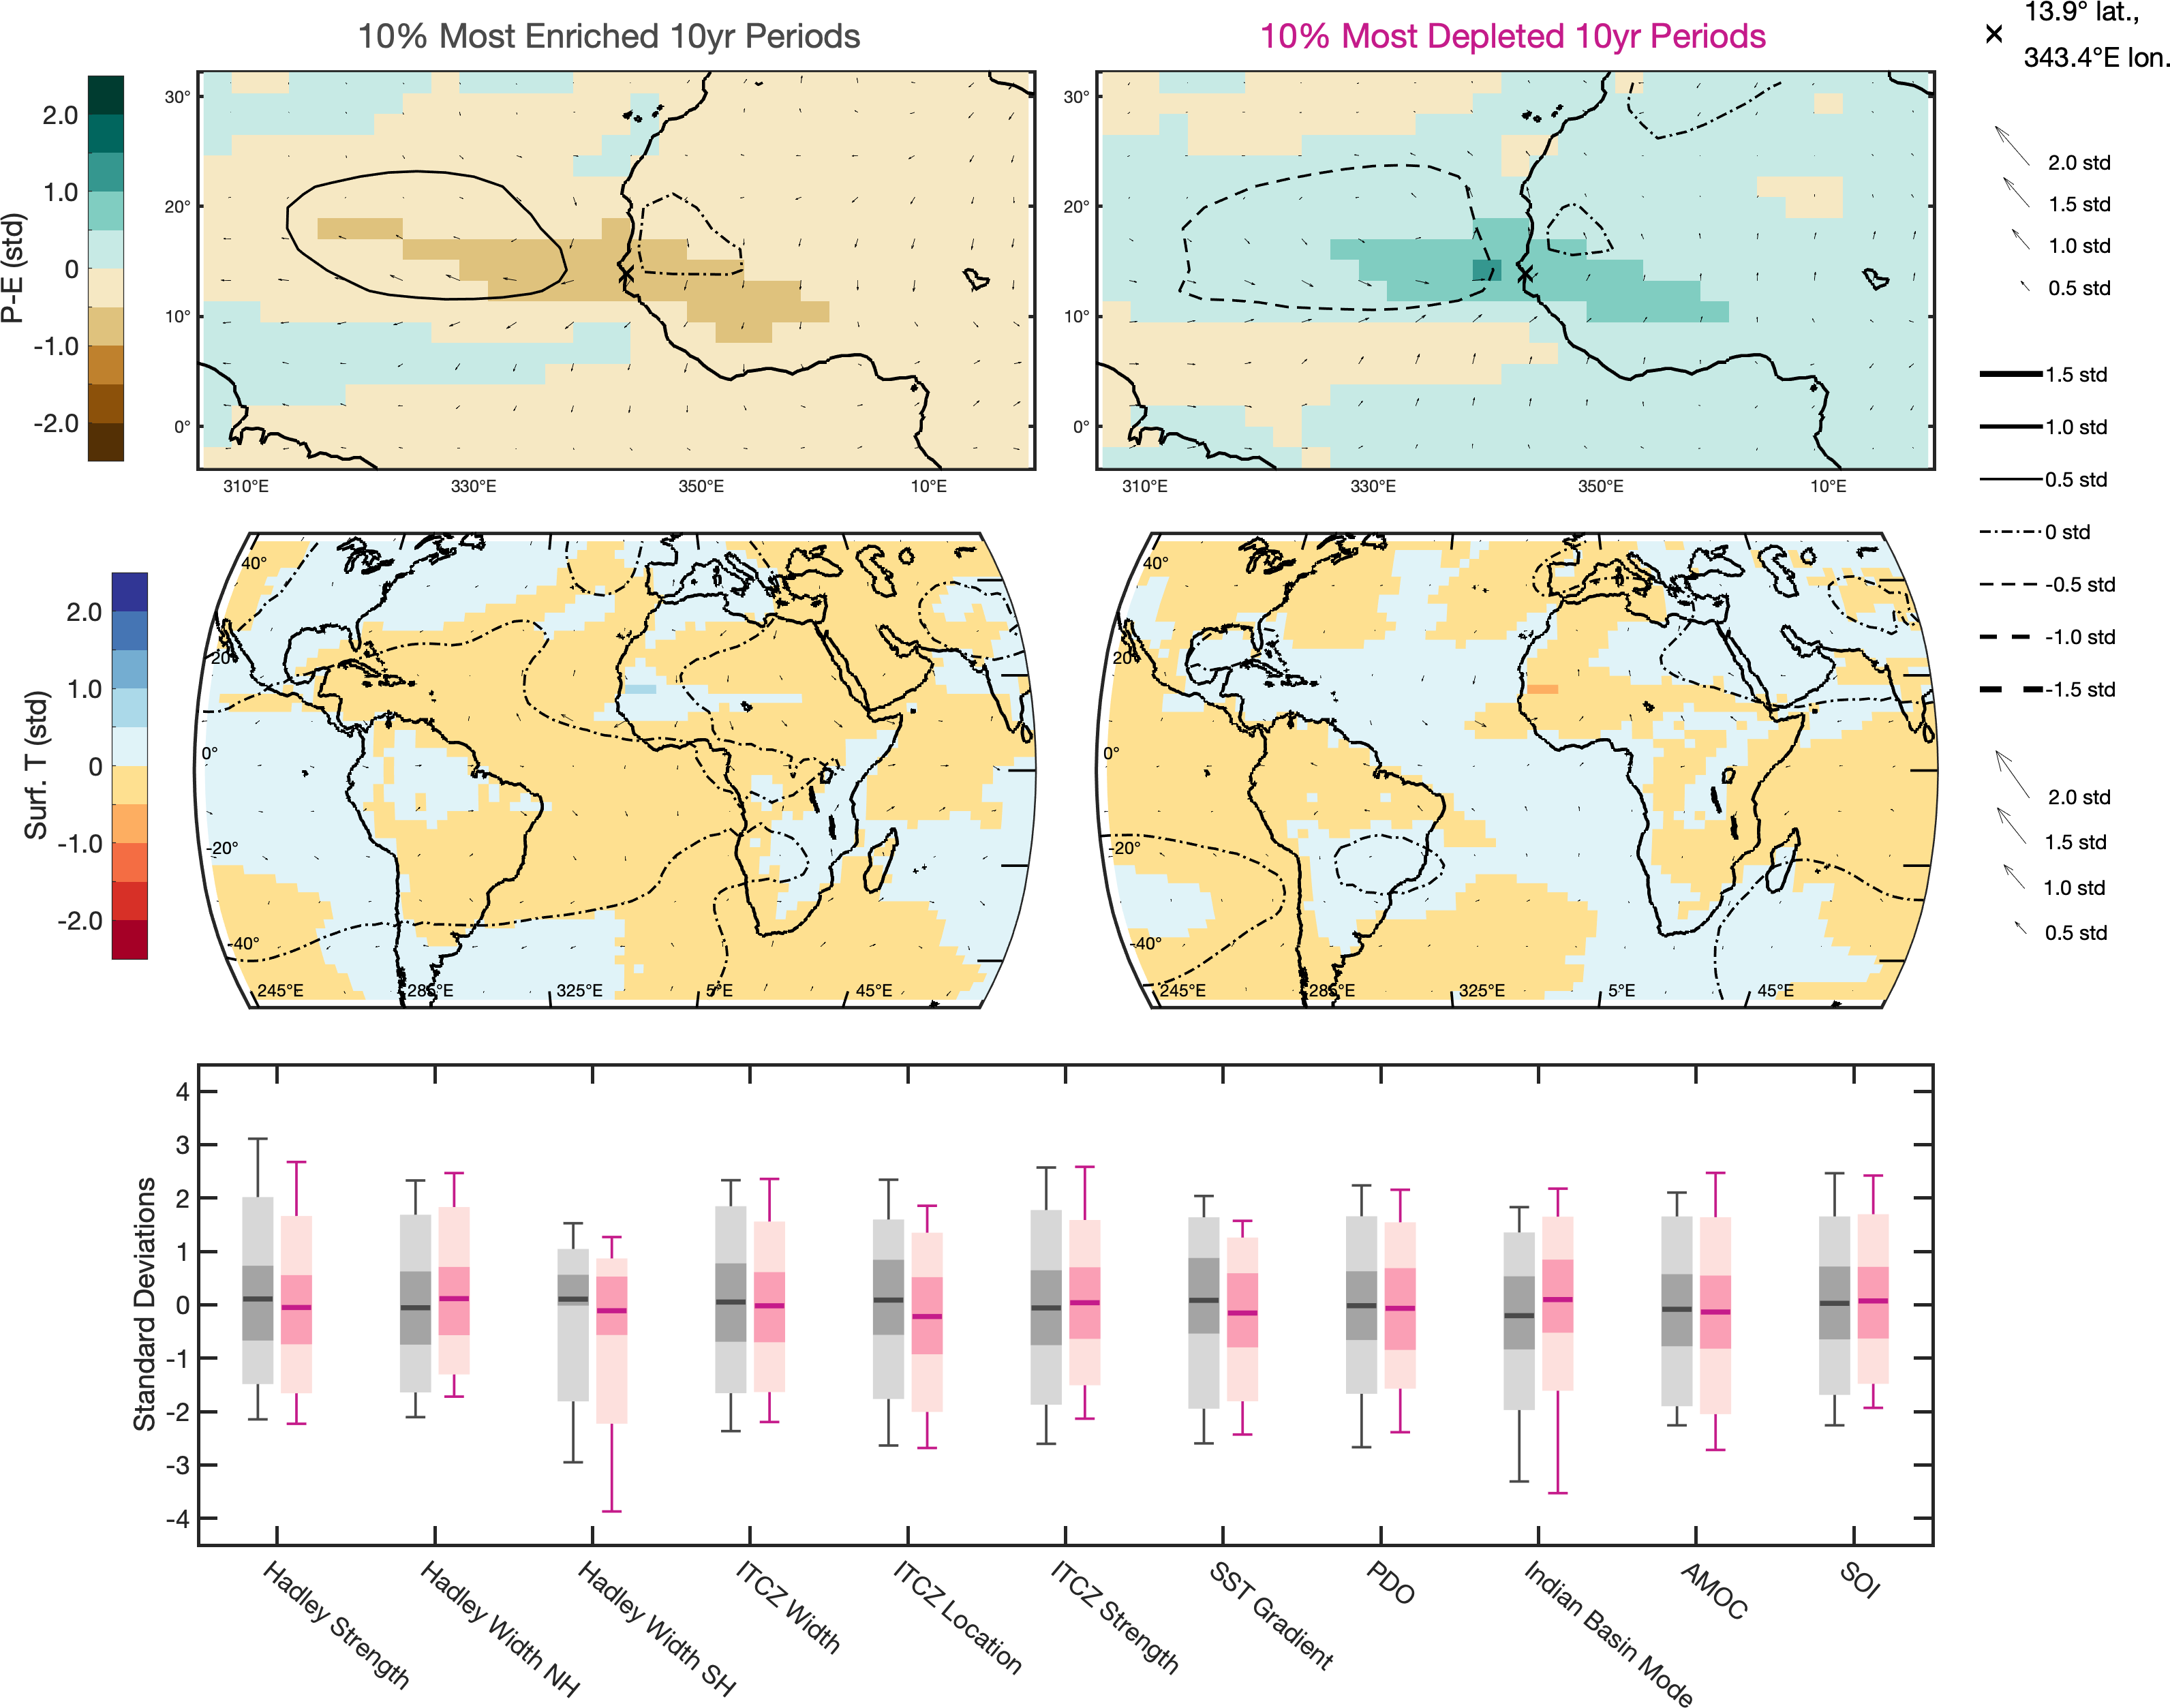 10% Most Enriched 10yr Periods
10% Most Depleted 10yr Periods
13.9° lat.,
343.4°E lon.
P-E (std)
2.0
1.0
0
-1.0
-2.0
30°
20°
10°
0°
310°E
330°E
350°E
10°E
30°
20°
10°
0°
310°E
330°E
350°E
10°E
2.0 std
1.5 std
1.0 std
0.5 std
1.5 std
1.0 std
0.5 std
0 std
-0.5 std
-1.0 std
-1.5 std
Surf. T (std)
2.0
1.0
0
-1.0
-2.0
40°
20°
0°
-20°
-40°
245°E
285°E
325°E
5°E
45°E
40°
20°
0°
-20°
-40°
245°E
285°E
325°E
5°E
45°E
2.0 std
1.5 std
1.0 std
0.5 std
Standard Deviations
4
3
2
1
0
-1
-2
-3
-4
Hadley Strength
Hadley Width NH
Hadley Width SH
ITCZ Width
ITCZ Location
ITCZ Strength
SST Gradient
PDO
Indian Basin Mode
AMOC
SOI